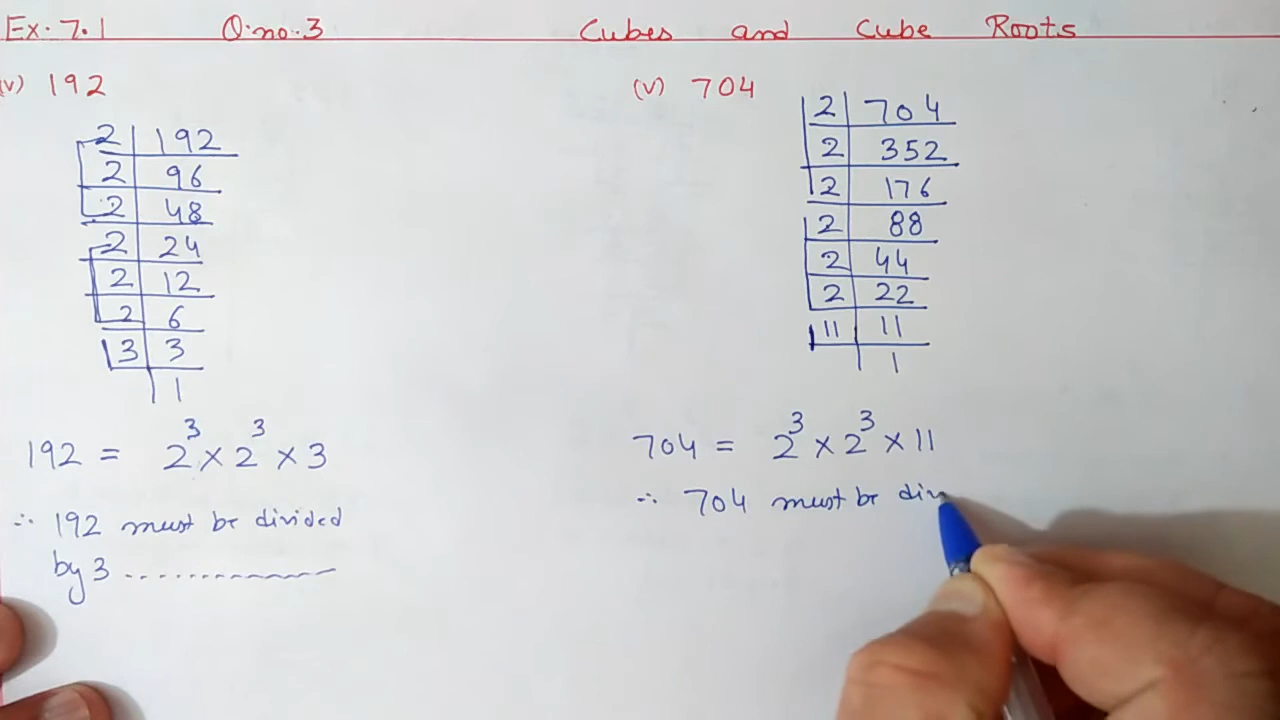 Ex. 7.1 Q.no.3 Cubes and Cube Roots
(v) 192
2 | 192
2 | 96
2 | 48
2 | 24
2 | 12
2 | 6
3 | 3
| 1
192 = 2³ × 2³ × 3
∴ 192 must be divided
by 3 ............
(v) 704
2 | 704
2 | 352
2 | 176
2 | 88
2 | 44
2 | 22
11 | 11
| 1
704 = 2³ × 2³ × 11
∴ 704 must be div